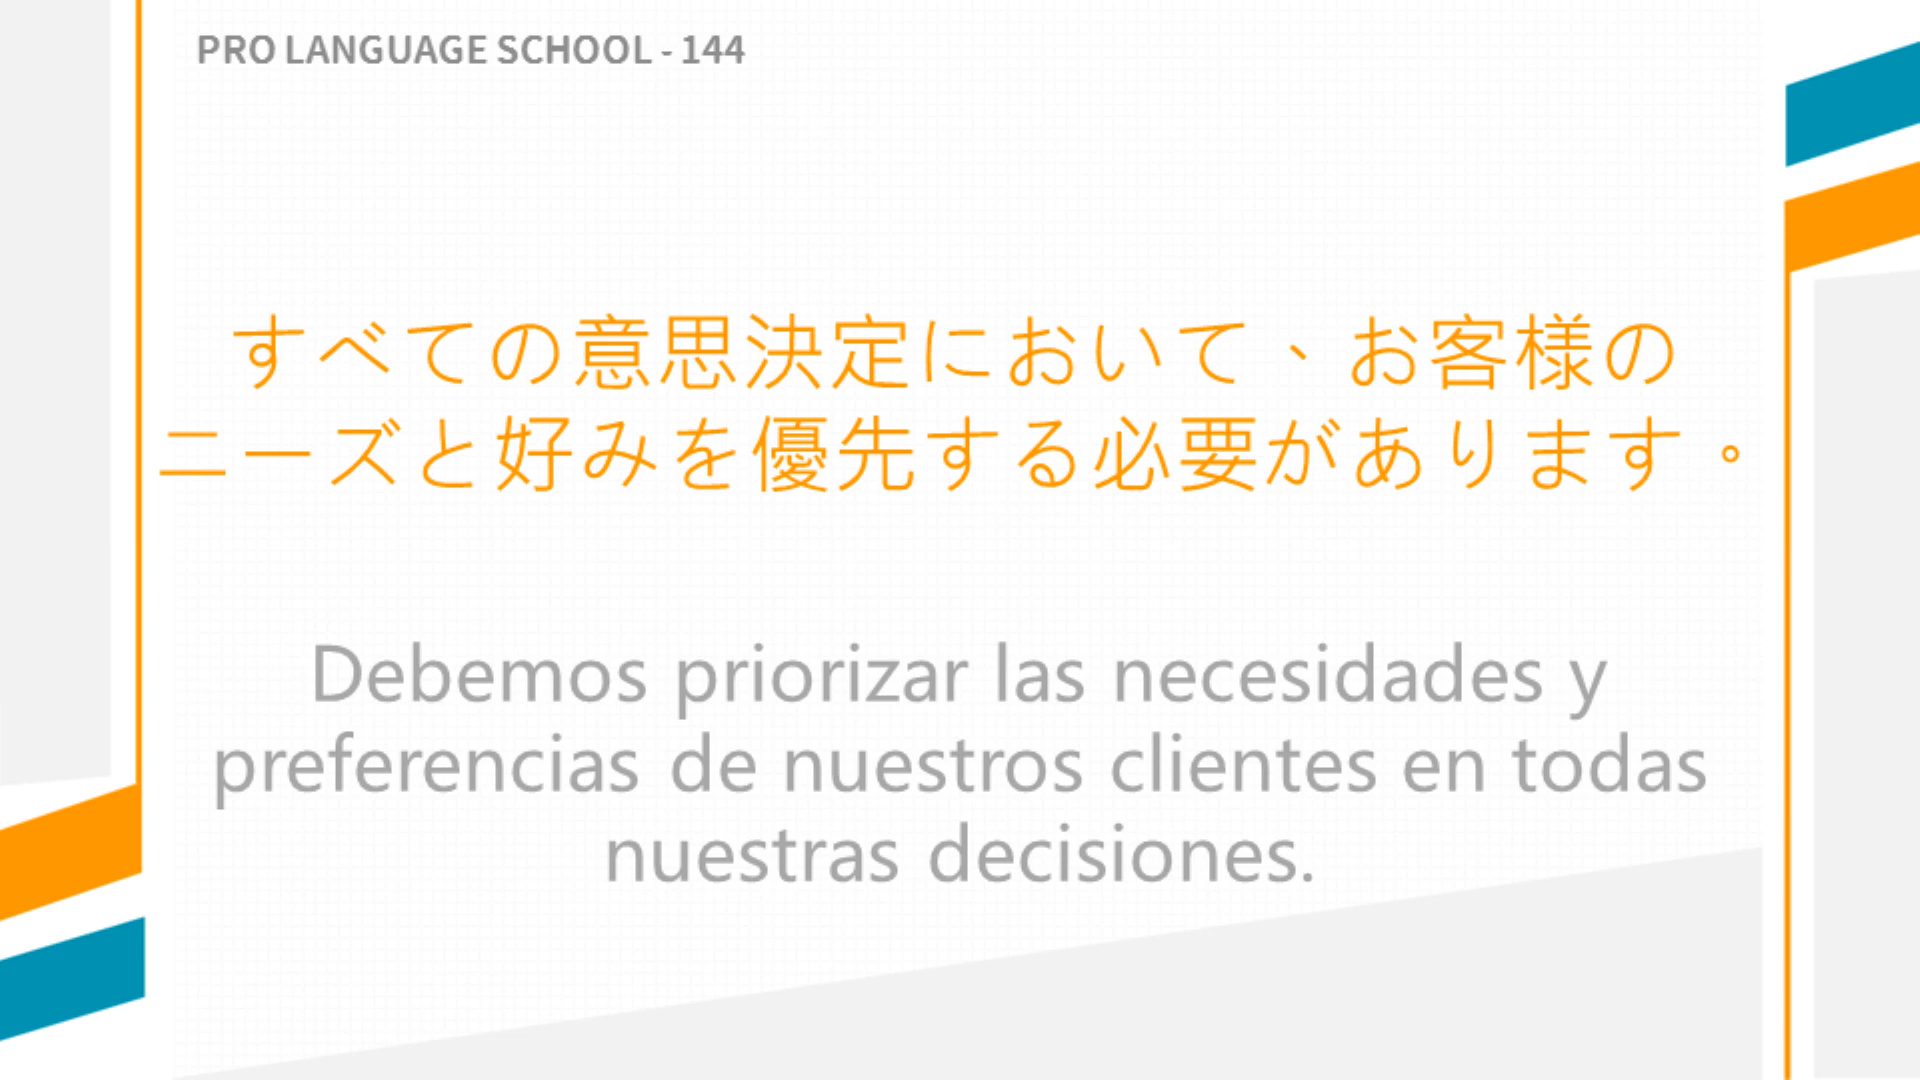 PRO LANGUAGE SCHOOL - 144
すべての意思決定において、お客様の
ニーズと好みを優先する必要があります。
Debemos priorizar las necesidades y
preferencias de nuestros clientes en todas
nuestras decisiones.